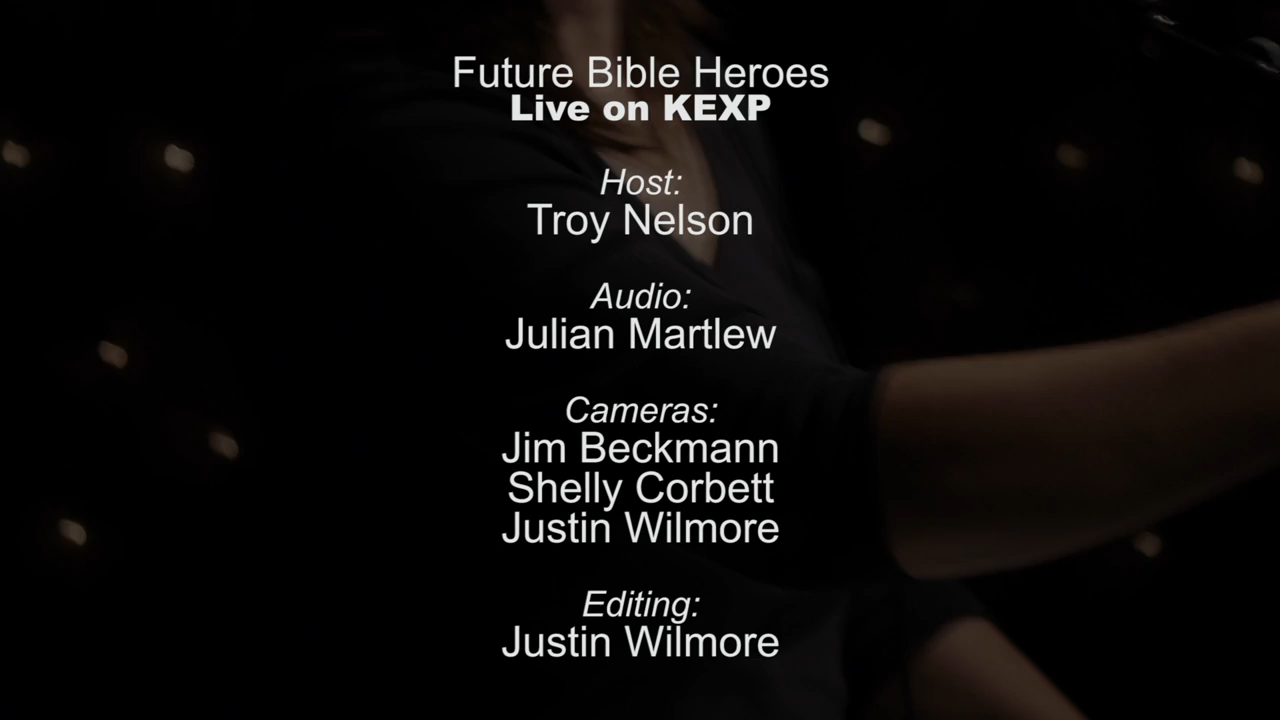 Future Bible Heroes
Live on KEXP
Host:
Troy Nelson
Audio:
Julian Martlew
Cameras:
Jim Beckmann
Shelly Corbett
Justin Wilmore
Editing:
Justin Wilmore